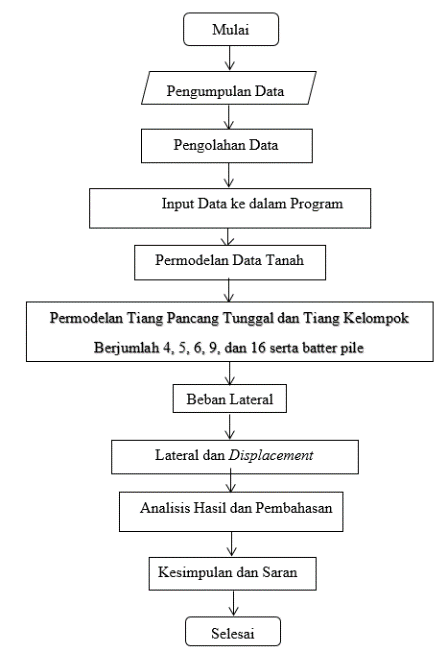 Mulai
Pengumpulan Data
Pengolahan Data
Input Data ke dalam Program
Permodelan Data Tanah
Permodelan Tiang Pancang Tunggal dan Tiang Kelompok
Berjumlah 4, 5, 6, 9, dan 16 serta batter pile
Beban Lateral
Lateral dan Displacement
Analisis Hasil dan Pembahasan
Kesimpulan dan Saran
Selesai